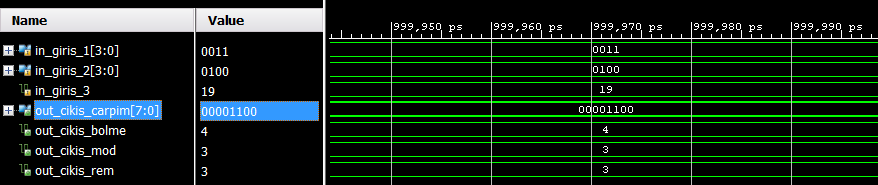 Name Value 999,950 ps 999,960 ps 999,970 ps 999,980 ps 999,990 ps
in_giris_1[3:0] 0011 0011
in_giris_2[3:0] 0100 0100
in_giris_3 19 19
out_cikis_carpim[7:0] 00001100 00001100
out_cikis_bolme 4 4
out_cikis_mod 3 3
out_cikis_rem 3 3